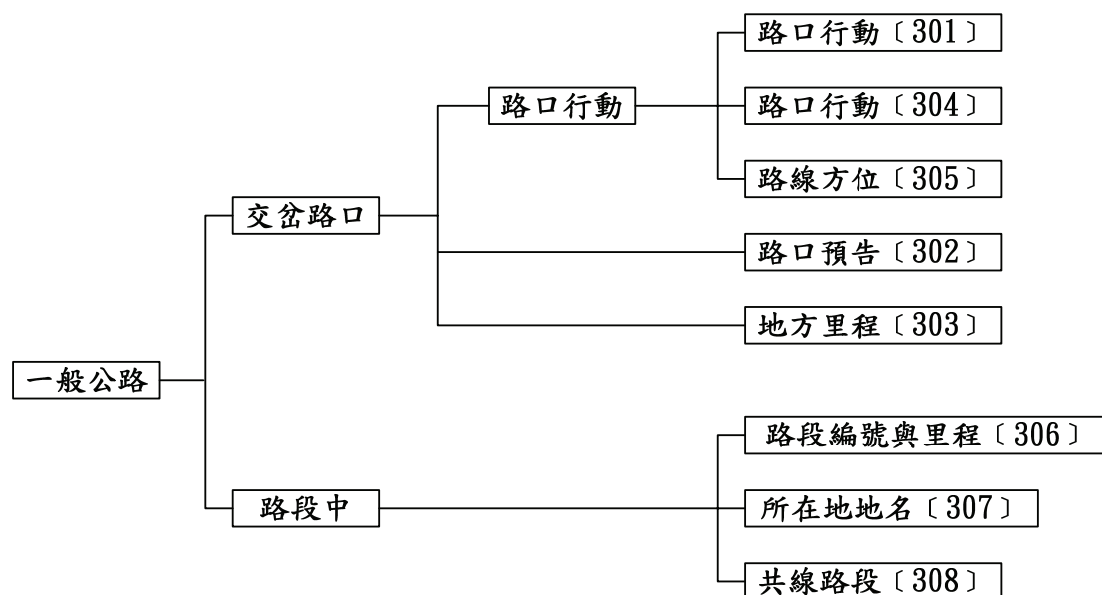 路口行動〔301〕
路口行動
路口行動〔304〕
路線方位〔305〕
交岔路口
路口預告〔302〕
地方里程〔303〕
一般公路
路段編號與里程〔306〕
路段中
所在地地名〔307〕
共線路段〔308〕